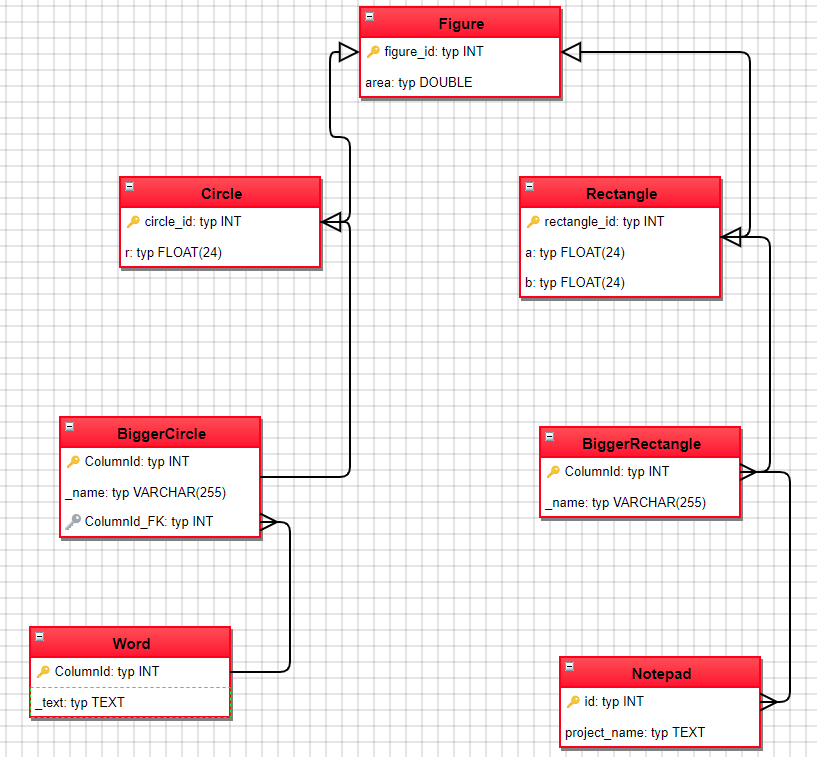 Figure
figure_id: typ INT
area: typ DOUBLE
Circle
circle_id: typ INT
r: typ FLOAT(24)
Rectangle
rectangle_id: typ INT
a: typ FLOAT(24)
b: typ FLOAT(24)
BiggerCircle
ColumnId: typ INT
_name: typ VARCHAR(255)
ColumnId_FK: typ INT
BiggerRectangle
ColumnId: typ INT
_name: typ VARCHAR(255)
Word
ColumnId: typ INT
_text: typ TEXT
Notepad
id: typ INT
project_name: typ TEXT